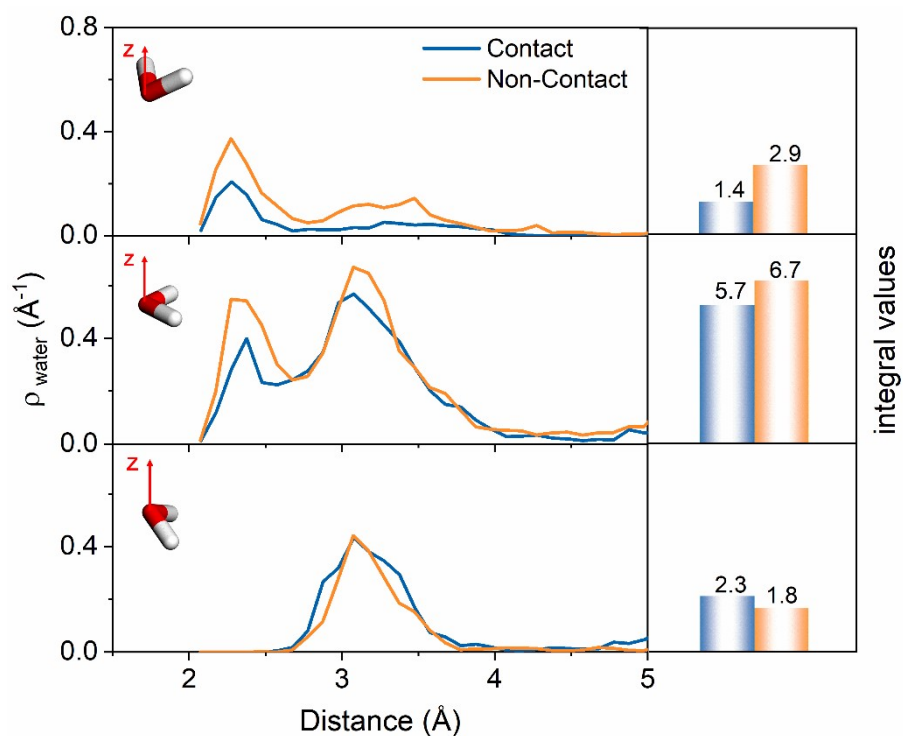 Z
Contact
Non-Contact
0.8
0.4
0.0
1.4
2.9
Z
0.4
0.0
5.7
6.7
Z
0.4
0.0
2.3
1.8
2
3
4
5
ρ water (Å-1)
Distance (Å)
integral values